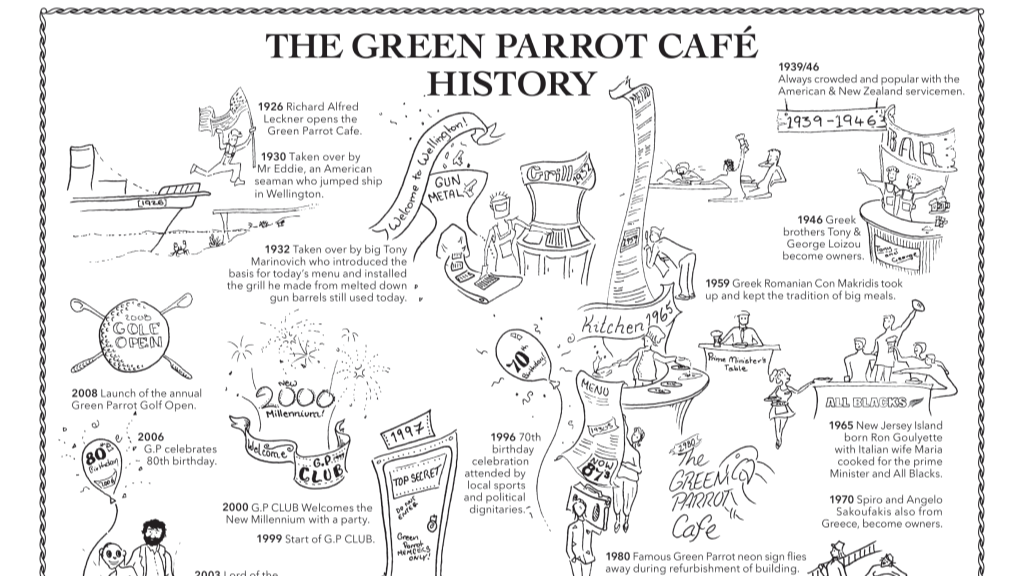 THE GREEN PARROT CAFÉ
HISTORY
1926 Richard Alfred
Leckner opens the
Green Parrot Cafe.
1930 Taken over by
Mr Eddie, an American
seaman who jumped ship
in Wellington.
(1926)
1932 Taken over by big Tony
Marinovich who introduced the
basis for today's menu and installed
the grill he made from melted down
gun barrels still used today.
Welcome to Wellington!
GUN
METAL
Grill 1932
1939/46
Always crowded and popular with the
American & New Zealand servicemen.
1939-1946
BAR
1946 Greek
brothers Tony &
George Loizou
become owners.
1959 Greek Romanian Con Makridis took
up and kept the tradition of big meals.
Kitchen 1965
Prime Minister's
Table
ALL BLACKS
1965 New Jersey Island
born Ron Goulyette
with Italian wife Maria
cooked for the prime
Minister and All Blacks.
1970 Spiro and Angelo
Sakoufakis also from
Greece, become owners.
MENU
NOW
1980
The
GREEN
PARROT
Cafe
1980 Famous Green Parrot neon sign flies
away during refurbishment of building.
70th
Birthday!
1996 70th
birthday
celebration
attended by
local sports
and political
dignitaries.
1997
TOP SECRET
DO NOT
ENTER
Green
Parrot
MEMBERS
ONLY!
NEW
2000
Millennium!
Welcome
G.P
CLUB
2000 G.P CLUB Welcomes the
New Millennium with a party.
1999 Start of G.P CLUB.
2003 Lord of the
2008
GOLF
OPEN
2008 Launch of the annual
Green Parrot Golf Open.
80th
Birthday!
2006
2006
G.P celebrates
80th birthday.